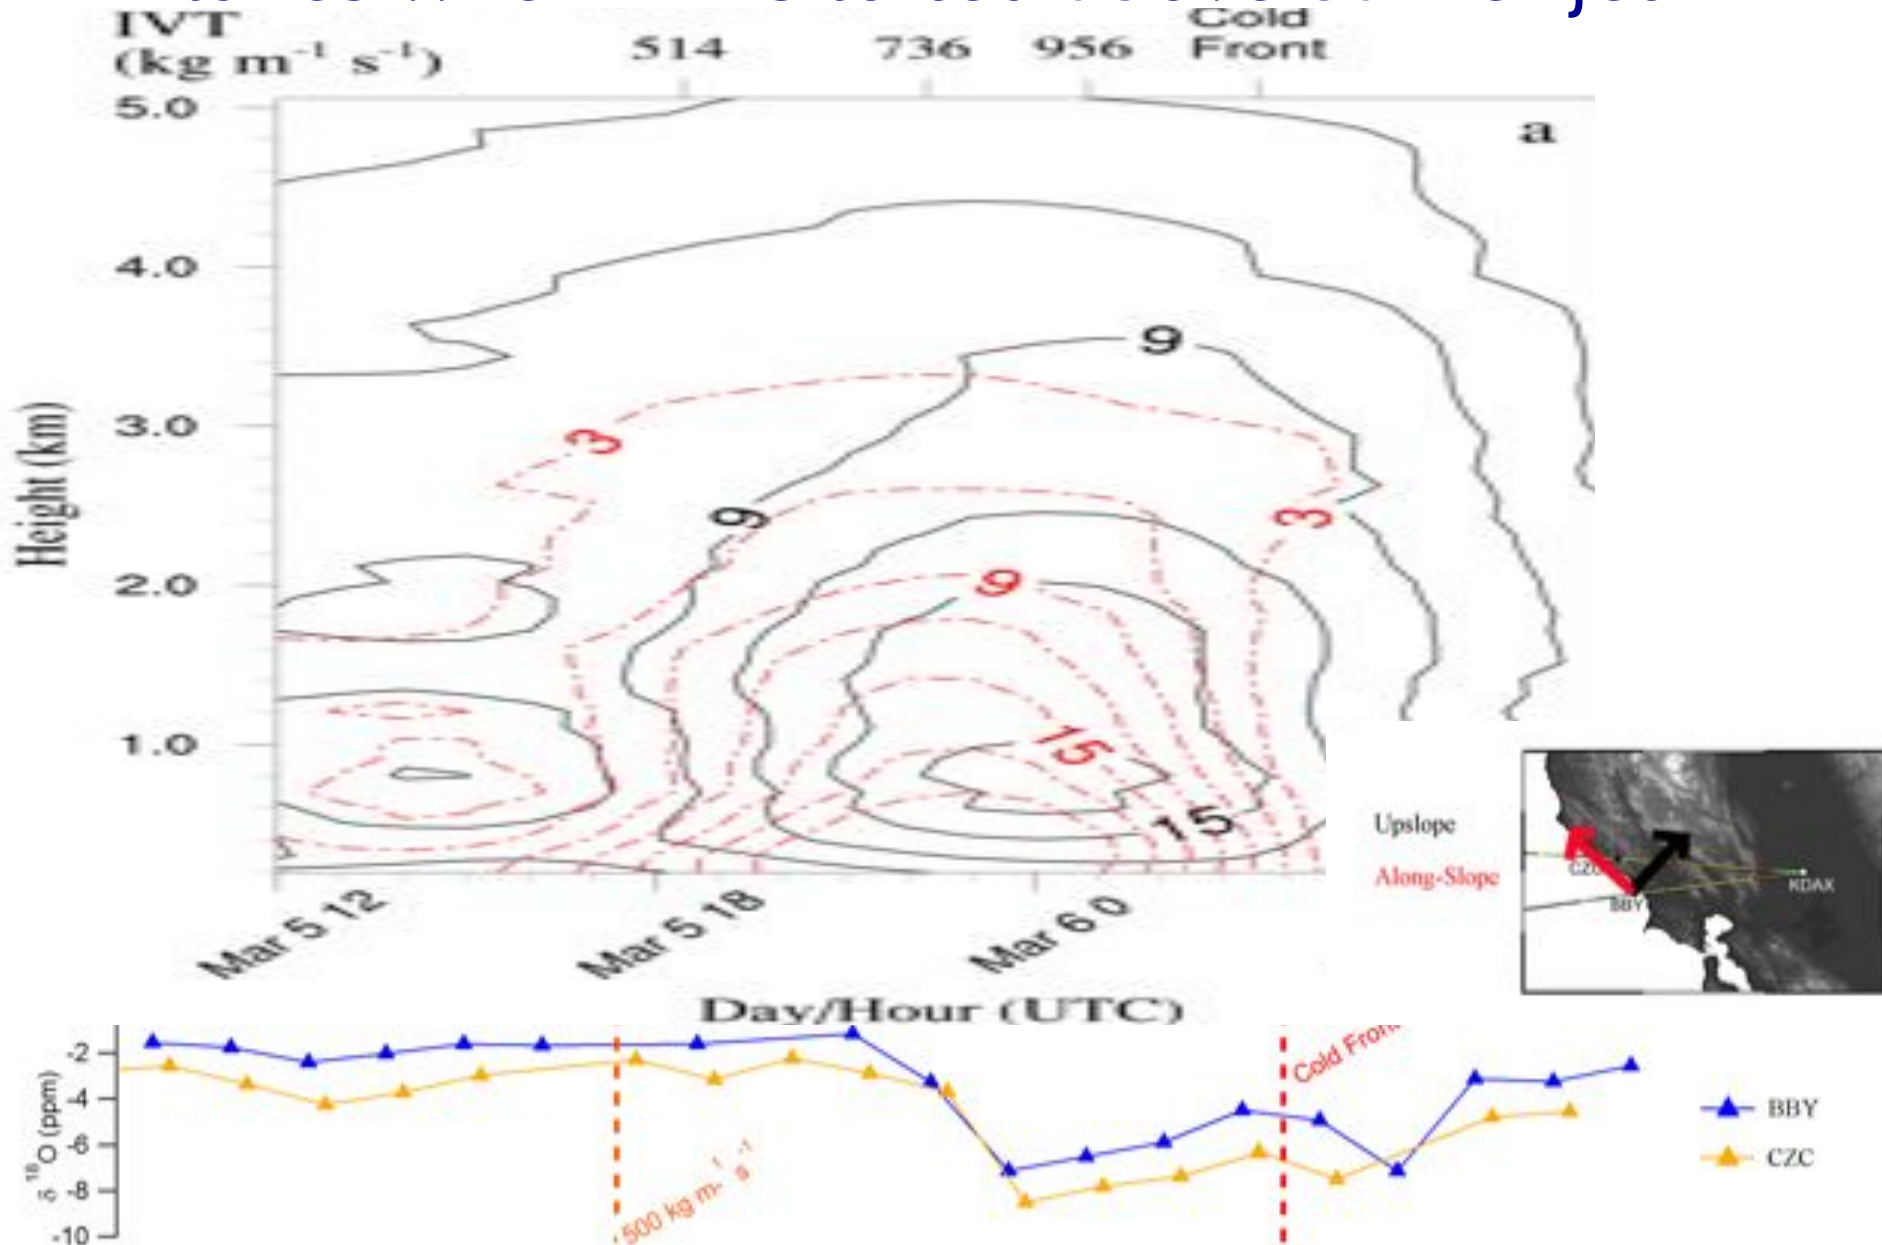 IVT
(kg m⁻¹ s⁻¹)
514
736
956
Cold
Front
5.0
a
4.0
9
3.0
3
Height (km)
9
3
2.0
9
1.0
15
15
Upslope
Along-Slope
CZC
KDAX
BBY
Mar 5 12
Mar 5 18
Mar 6 0
Day/Hour (UTC)
-2
-4
-6
-8
-10
δ ¹⁸O (ppm)
500 kg m-¹ s-¹
Cold Front
BBY
CZC